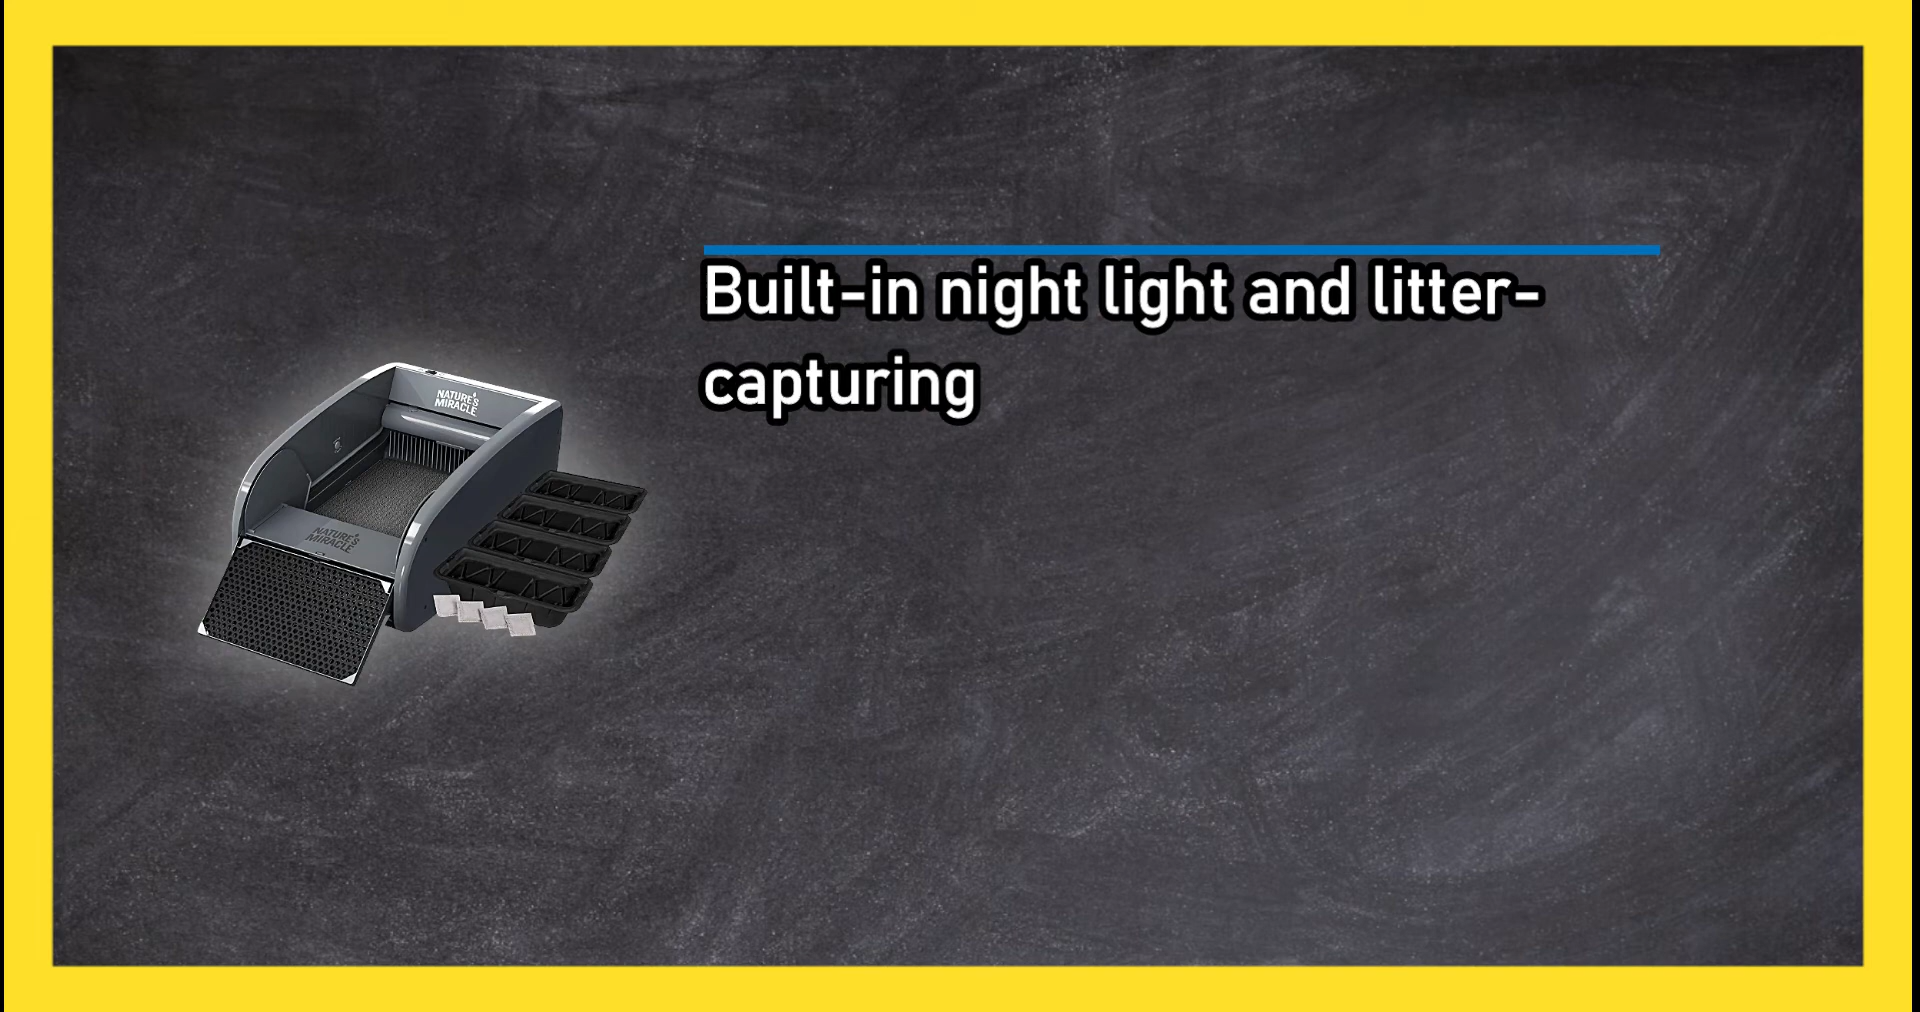 Built-in night light and litter-
capturing
NATURE'S
MIRACLE
NATURE'S
MIRACLE